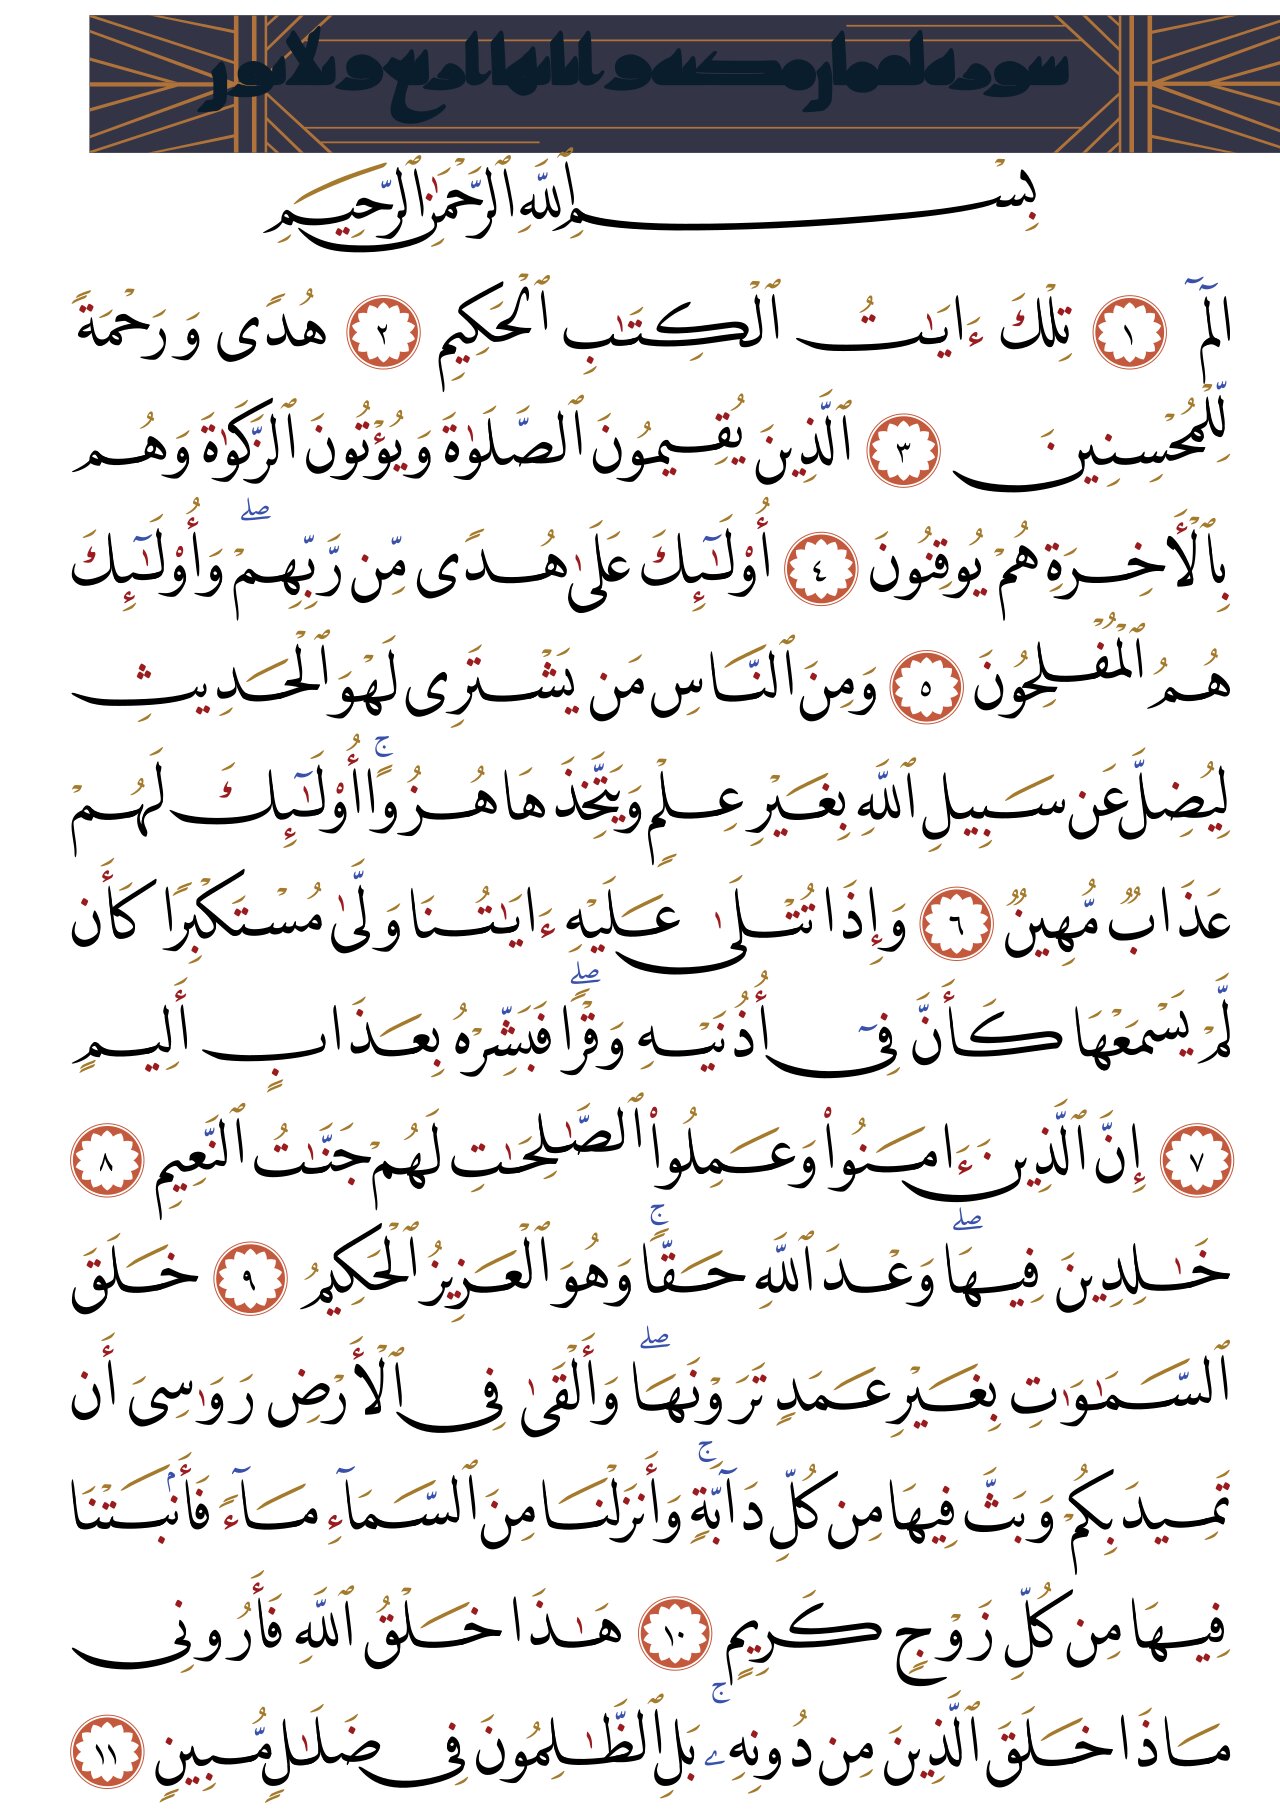 سورة لقمان مكية و اياتها اربع و ثلاثون
بِسْمِ ٱللَّهِ ٱلرَّحْمَـٰنِ ٱلرَّحِيمِ
الٓمٓ ١ تِلْكَ ءَايَـٰتُ ٱلْكِتَـٰبِ ٱلْحَكِيمِ ٢ هُدًى وَرَحْمَةً
لِّلْمُحْسِنِينَ ٣ ٱلَّذِينَ يُقِيمُونَ ٱلصَّلَوٰةَ وَيُؤْتُونَ ٱلزَّكَوٰةَ وَهُم
بِٱلْأَخِرَةِ هُمْ يُوقِنُونَ ٤ أُو۟لَـٰٓئِكَ عَلَىٰ هُدًى مِّن رَّبِّهِمْ ۖ وَأُو۟لَـٰٓئِكَ
هُمُ ٱلْمُفْلِحُونَ ٥ وَمِنَ ٱلنَّاسِ مَن يَشْتَرِى لَهْوَ ٱلْحَدِيثِ
لِيُضِلَّ عَن سَبِيلِ ٱللَّهِ بِغَيْرِ عِلْمٍ وَيَتَّخِذَهَا هُزُوًا ۚ أُو۟لَـٰٓئِكَ لَهُمْ
عَذَابٌ مُّهِينٌ ٦ وَإِذَا تُتْلَىٰ عَلَيْهِ ءَايَـٰتُنَا وَلَّىٰ مُسْتَكْبِرًا كَأَن
لَّمْ يَسْمَعْهَا كَأَنَّ فِىٓ أُذُنَيْهِ وَقْرًا ۖ فَبَشِّرْهُ بِعَذَابٍ أَلِيمٍ
٧ إِنَّ ٱلَّذِينَ ءَامَنُوا۟ وَعَمِلُوا۟ ٱلصَّـٰلِحَـٰتِ لَهُمْ جَنَّـٰتُ ٱلنَّعِيمِ ٨
خَـٰلِدِينَ فِيهَا ۖ وَعْدَ ٱللَّهِ حَقًّا ۚ وَهُوَ ٱلْعَزِيزُ ٱلْحَكِيمُ ٩ خَلَقَ
ٱلسَّمَـٰوَٰتِ بِغَيْرِ عَمَدٍ تَرَوْنَهَا ۖ وَأَلْقَىٰ فِى ٱلْأَرْضِ رَوَٰسِىَ أَن
تَمِيدَ بِكُمْ وَبَثَّ فِيهَا مِن كُلِّ دَآبَّةٍ ۚ وَأَنزَلْنَا مِنَ ٱلسَّمَآءِ مَآءً فَأَنۢبَتْنَا
فِيهَا مِن كُلِّ زَوْجٍ كَرِيمٍ ١٠ هَـٰذَا خَلْقُ ٱللَّهِ فَأَرُونِى
مَاذَا خَلَقَ ٱلَّذِينَ مِن دُونِهِۦ ۚ بَلِ ٱلظَّـٰلِمُونَ فِى ضَلَـٰلٍ مُّبِينٍ ١١